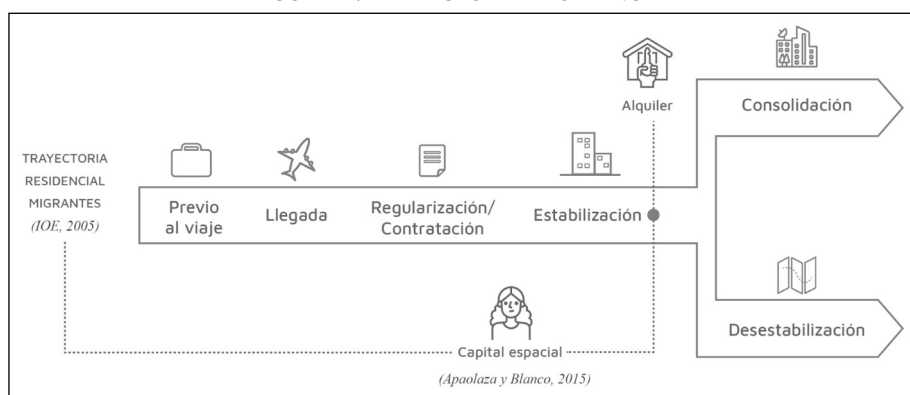 TRAYECTORIA
RESIDENCIAL
MIGRANTES
(IOE, 2005)
Previo
al viaje
Llegada
Regularización/
Contratación
Estabilización
Alquiler
Consolidación
Desestabilización
Capital espacial
(Apaolaza y Blanco, 2015)